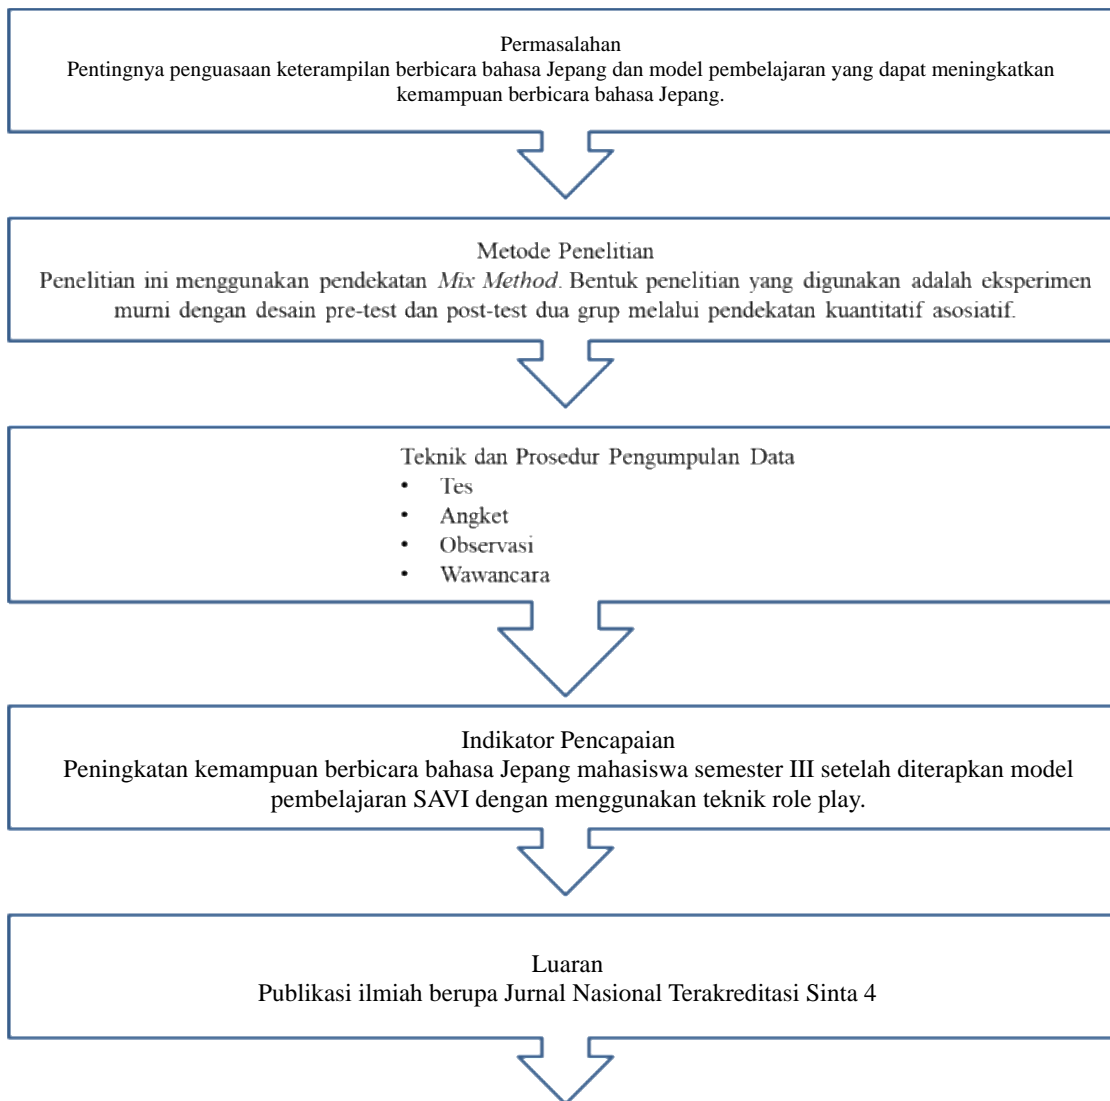 Permasalahan
Pentingnya penguasaan keterampilan berbicara bahasa Jepang dan model pembelajaran yang dapat meningkatkan
kemampuan berbicara bahasa Jepang.
Metode Penelitian
Penelitian ini menggunakan pendekatan Mix Method. Bentuk penelitian yang digunakan adalah eksperimen
murni dengan desain pre-test dan post-test dua grup melalui pendekatan kuantitatif asosiatif.
Teknik dan Prosedur Pengumpulan Data
• Tes
• Angket
• Observasi
• Wawancara
Indikator Pencapaian
Peningkatan kemampuan berbicara bahasa Jepang mahasiswa semester III setelah diterapkan model
pembelajaran SAVI dengan menggunakan teknik role play.
Luaran
Publikasi ilmiah berupa Jurnal Nasional Terakreditasi Sinta 4